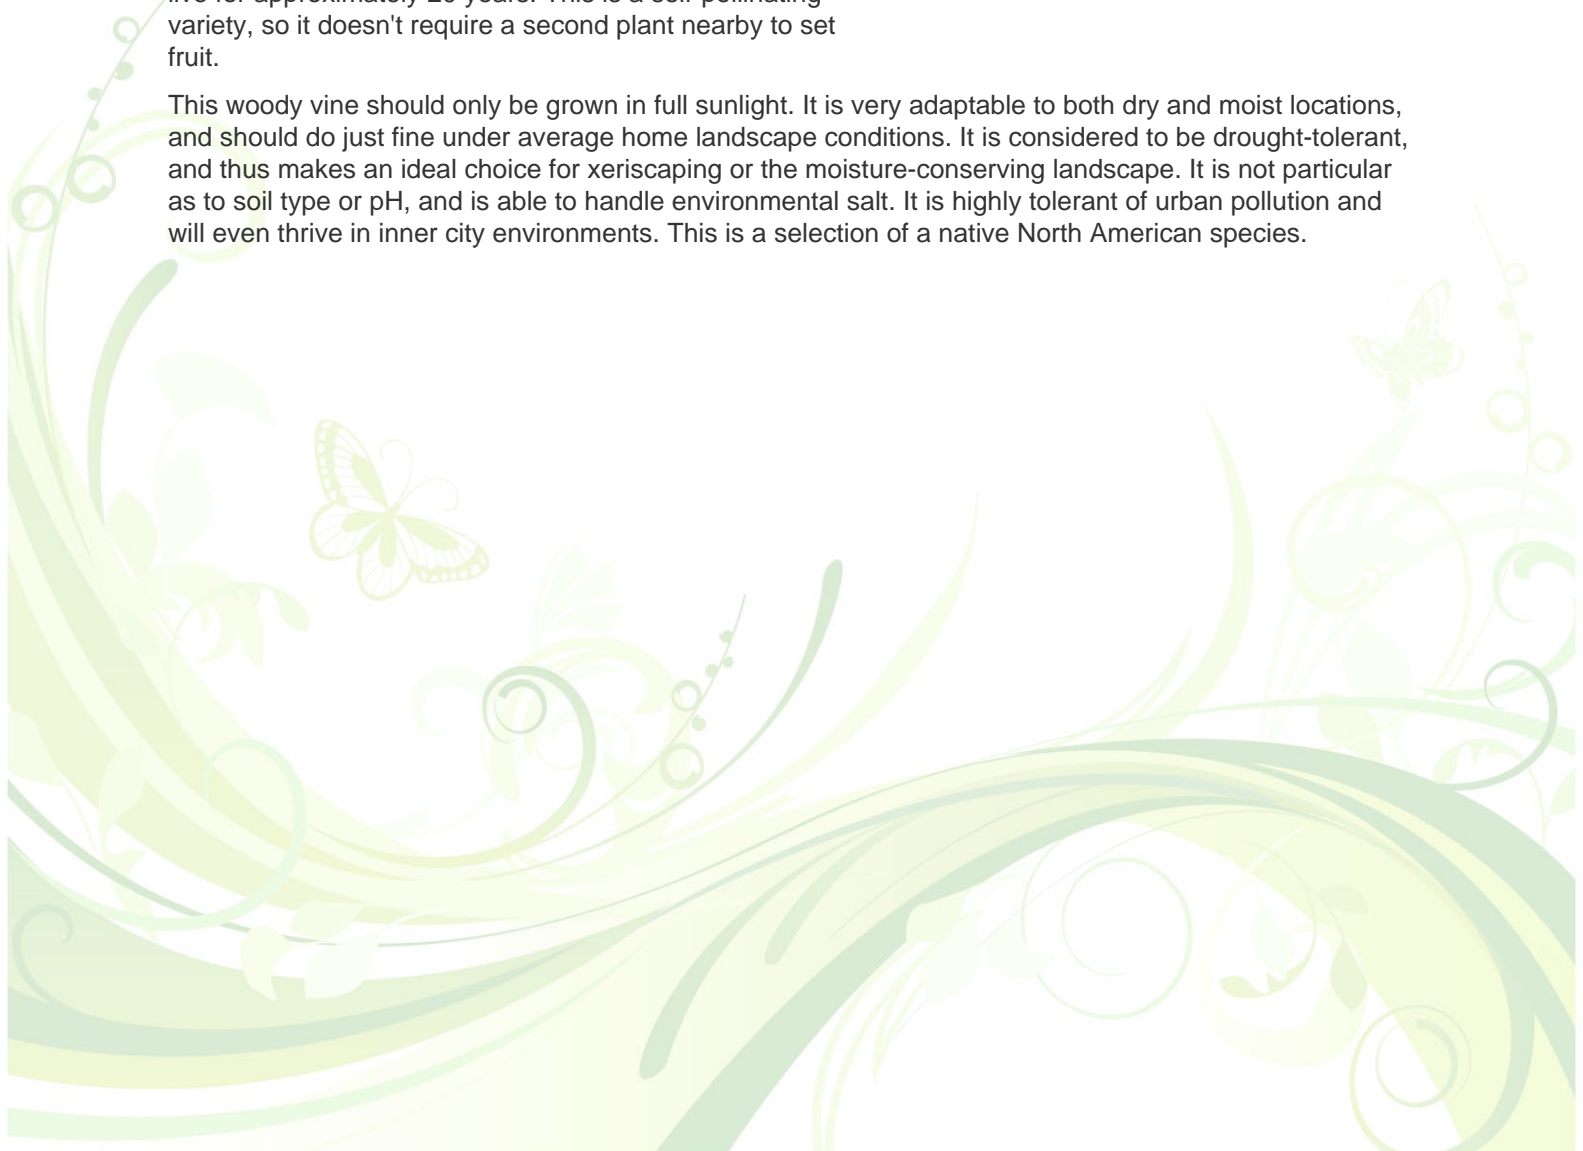 variety, so it doesn't require a second plant nearby to set
fruit.
This woody vine should only be grown in full sunlight. It is very adaptable to both dry and moist locations,
and should do just fine under average home landscape conditions. It is considered to be drought-tolerant,
and thus makes an ideal choice for xeriscaping or the moisture-conserving landscape. It is not particular
as to soil type or pH, and is able to handle environmental salt. It is highly tolerant of urban pollution and
will even thrive in inner city environments. This is a selection of a native North American species.